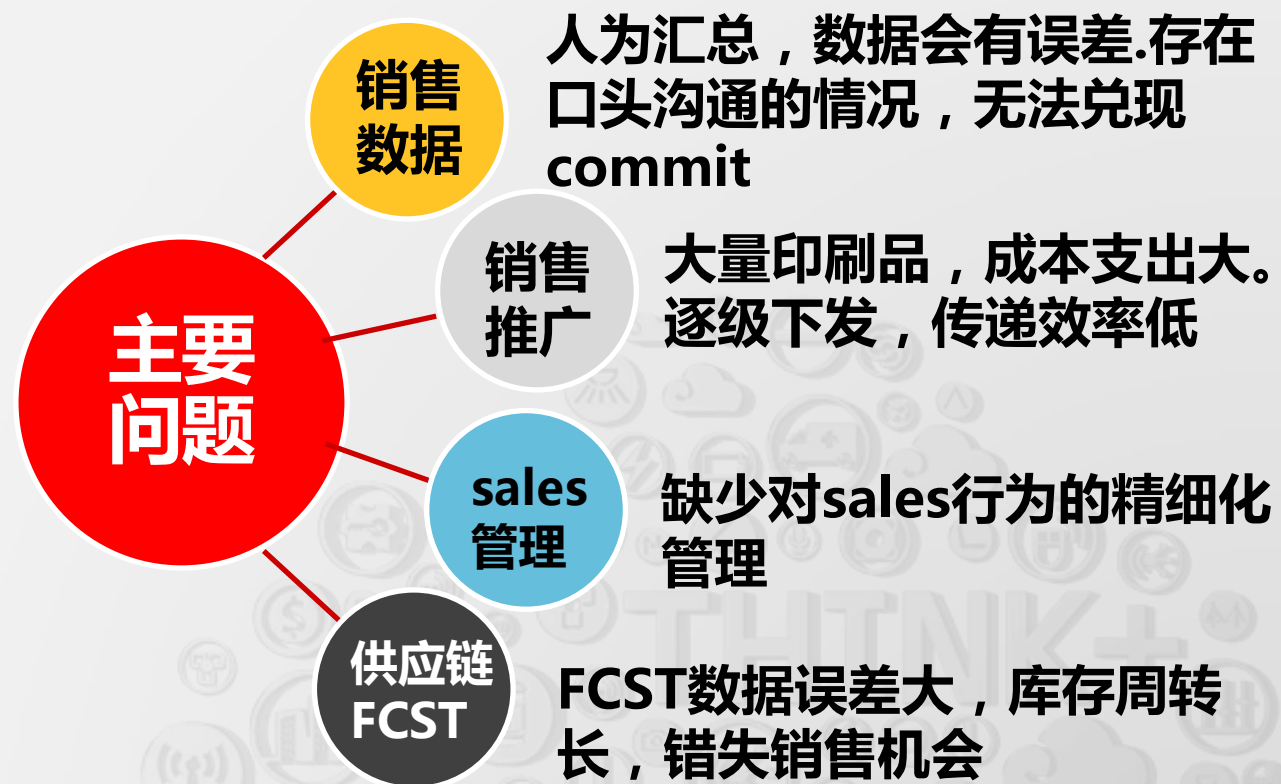 主要
问题
销售
数据
人为汇总，数据会有误差.存在
口头沟通的情况，无法兑现
commit
销售
推广
大量印刷品，成本支出大。
逐级下发，传递效率低
sales
管理
缺少对sales行为的精细化
管理
供应链
FCST
FCST数据误差大，库存周转
长，错失销售机会
THINK+